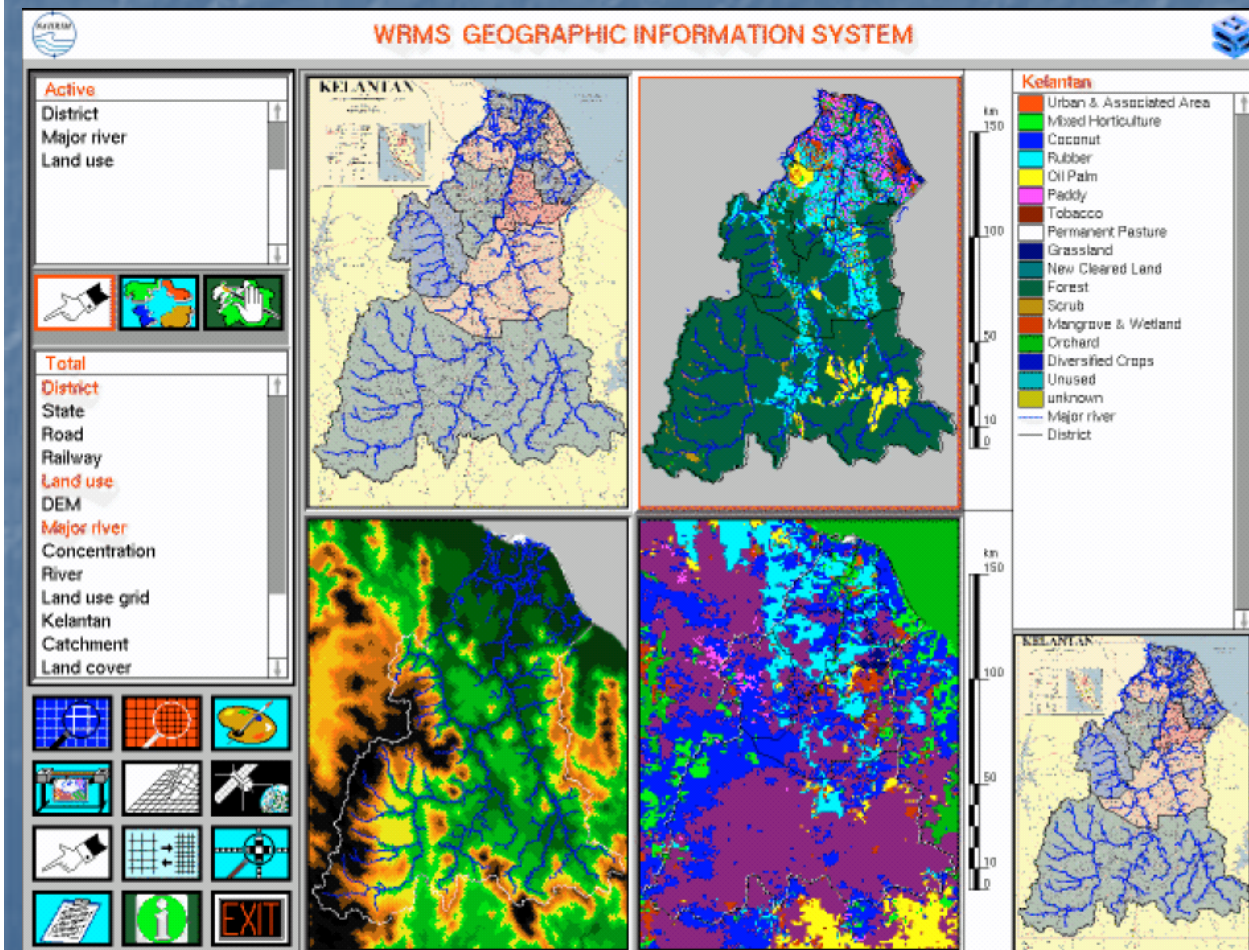 WRMS GEOGRAPHIC INFORMATION SYSTEM
Active
District
Major river
Land use
Total
District
State
Road
Railway
Land use
DEM
Major river
Concentration
River
Land use grid
Kelantan
Catchment
Land cover
EXIT
KELANTAN
km
150
100
50
10
0
km
150
100
50
10
0
Kelantan
Urban & Associated Area
Mixed Horticulture
Coconut
Rubber
Oil Palm
Paddy
Tobacco
Permanent Pasture
Grassland
New Cleared Land
Forest
Scrub
Mangrove & Wetland
Orchard
Diversified Crops
Unused
unknown
Major river
District
KELANTAN